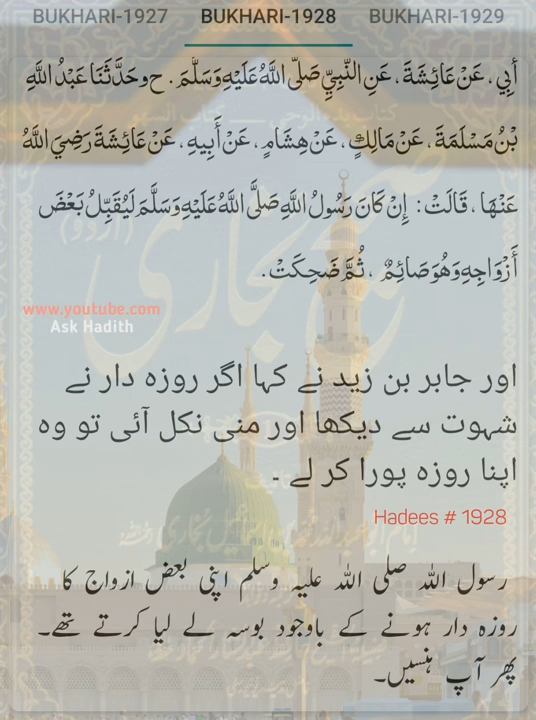 BUKHARI-1927 BUKHARI-1928 BUKHARI-1929
أَبِي، عَنْ عَائِشَةَ، عَنِ النَّبِيِّ صَلَّى اللَّهُ عَلَيْهِ وَسَلَّمَ. ح وحَدَّثَنَا عَبْدُ اللَّهِ
بْنُ مَسْلَمَةَ، عَنْ مَالِكٍ، عَنْ هِشَامٍ، عَنْ أَبِيهِ، عَنْ عَائِشَةَ رَضِيَ اللَّهُ
عَنْهَا، قَالَتْ: إِنْ كَانَ رَسُولُ اللَّهِ صَلَّى اللَّهُ عَلَيْهِ وَسَلَّمَ لَيُقَبِّلُ بَعْضَ
أَزْوَاجِهِ وَهُوَ صَائِمٌ، ثُمَّ ضَحِكَتْ.
www.youtube.com
Ask Hadith
اور جابر بن زید نے کہا اگر روزہ دار نے
شہوت سے دیکھا اور منی نکل آئی تو وہ
اپنا روزہ پورا کر لے ۔
Hadees # 1928
رسول اللہ صلی اللہ علیہ وسلم اپنی بعض ازواج کا
روزہ دار ہونے کے باوجود بوسہ لے لیا کرتے تھے۔
پھر آپ ہنسیں۔